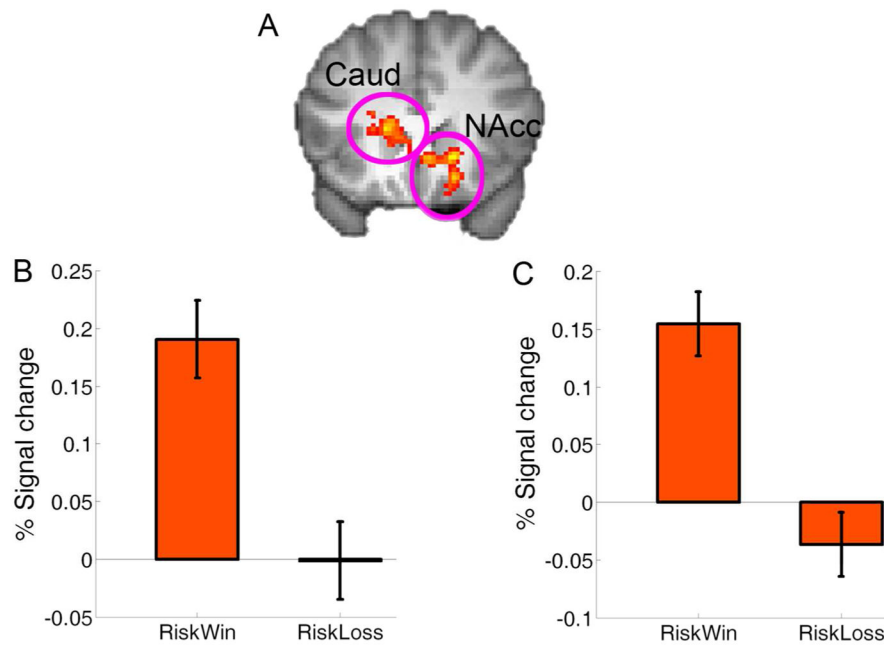 A
Caud
NAcc
B
% Signal change
0.25
0.2
0.15
0.1
0.05
0
-0.05
RiskWin RiskLoss
C
% Signal change
0.2
0.15
0.1
0.05
0
-0.05
-0.1
RiskWin RiskLoss